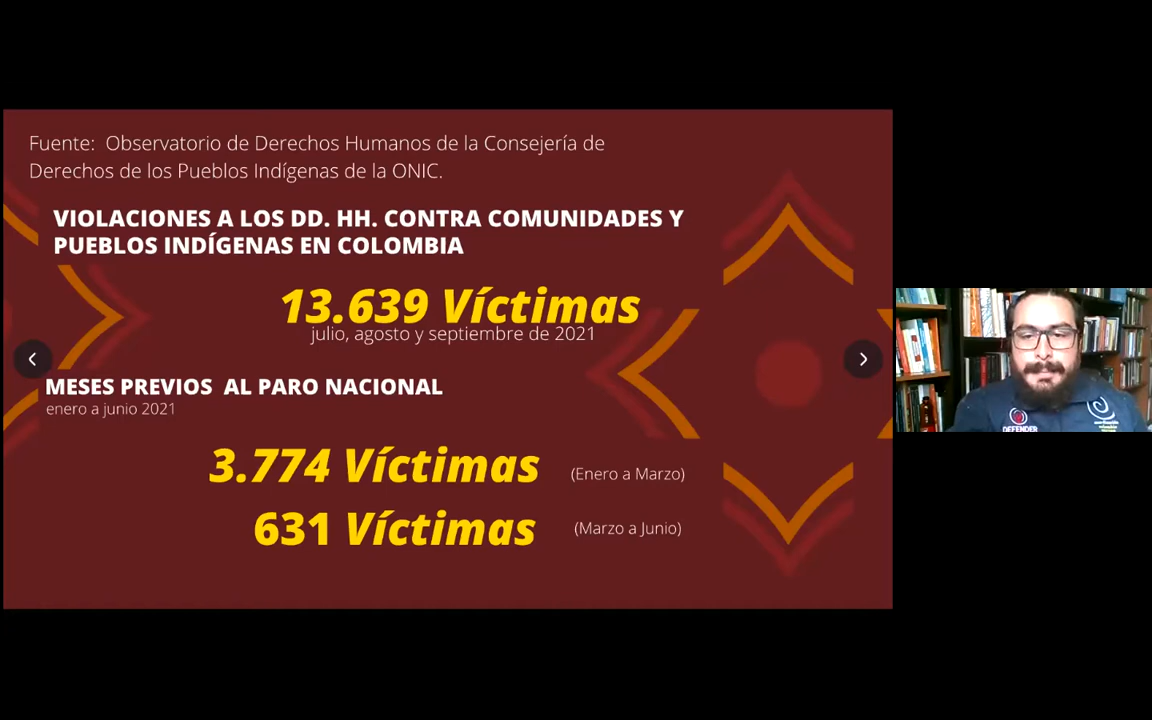 Fuente: Observatorio de Derechos Humanos de la Consejería de
Derechos de los Pueblos Indígenas de la ONIC.
VIOLACIONES A LOS DD. HH. CONTRA COMUNIDADES Y
PUEBLOS INDÍGENAS EN COLOMBIA
13.639 Víctimas
julio, agosto y septiembre de 2021
MESES PREVIOS AL PARO NACIONAL
enero a junio 2021
3.774 Víctimas (Enero a Marzo)
631 Víctimas (Marzo a Junio)
DEFENDER